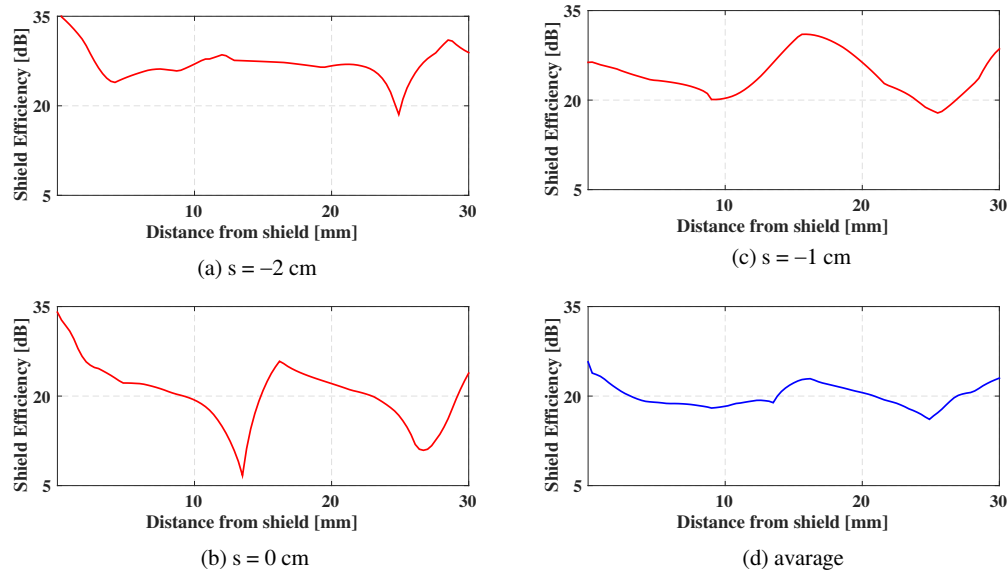 35
20
5
Shield Efficiency [dB]
10
20
30
Distance from shield [mm]
(a) s = −2 cm
35
20
5
Shield Efficiency [dB]
10
20
30
Distance from shield [mm]
(c) s = −1 cm
35
20
5
Shield Efficiency [dB]
10
20
30
Distance from shield [mm]
(b) s = 0 cm
35
20
5
Shield Efficiency [dB]
10
20
30
Distance from shield [mm]
(d) avarage